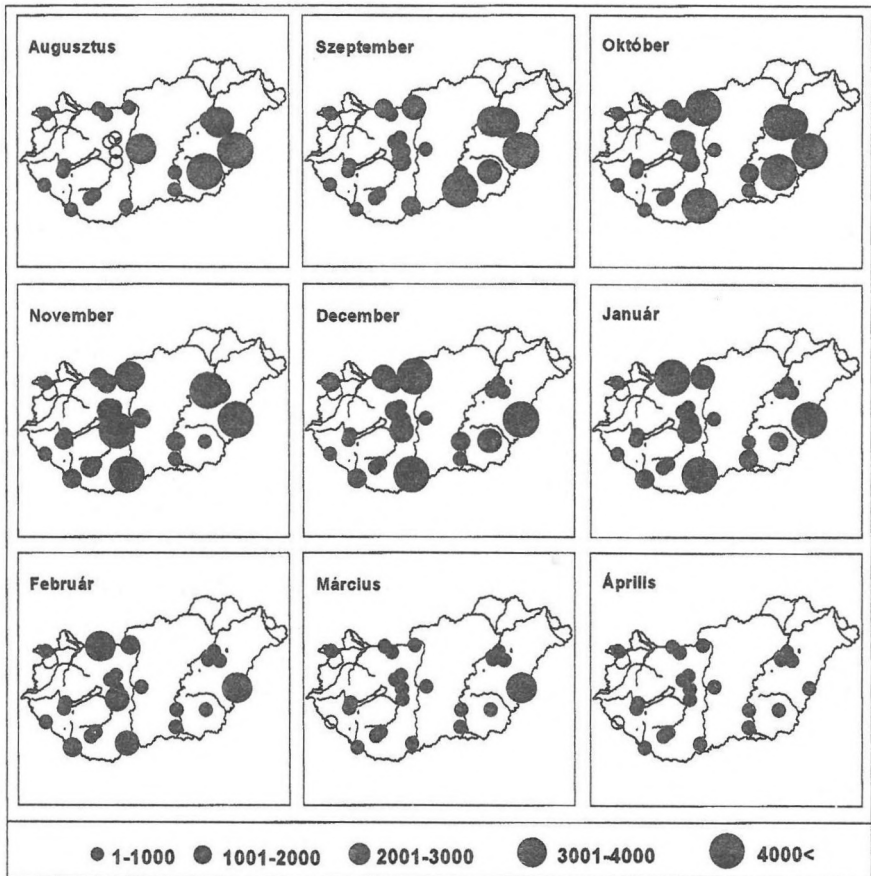 Augusztus
Szeptember
Október
November
December
Január
Február
Március
Április
1-1000 1001-2000 2001-3000 3001-4000 4000<